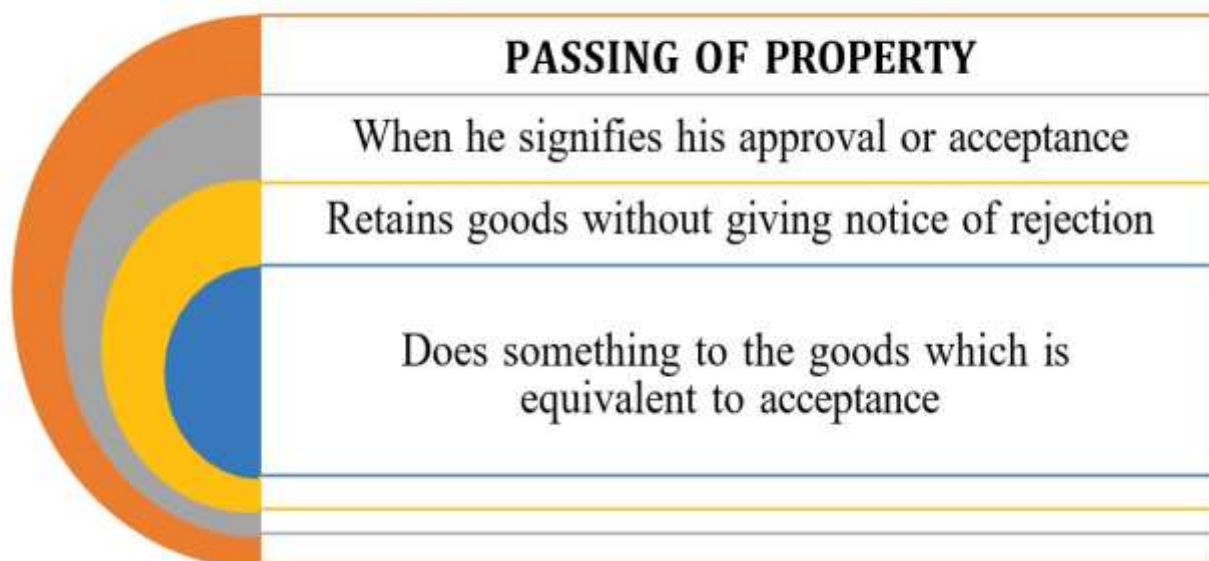 PASSING OF PROPERTY
When he signifies his approval or acceptance
Retains goods without giving notice of rejection
Does something to the goods which is
equivalent to acceptance